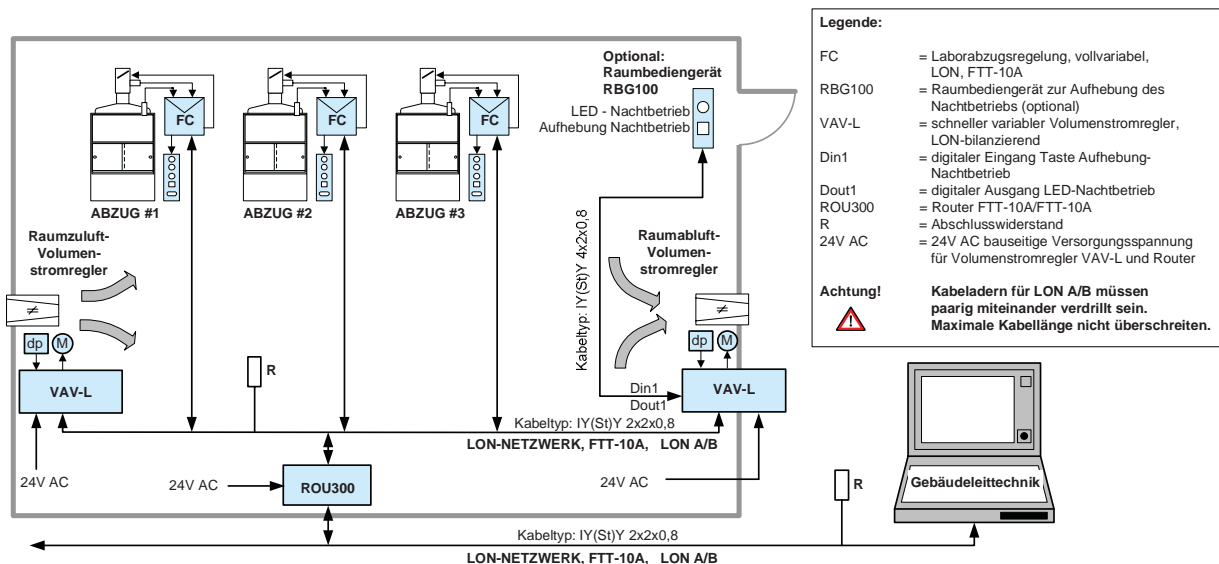 Optional:
Raumbediengerät
RBG100
LED - Nachtbetrieb
Aufhebung Nachtbetrieb
FC
FC
FC
ABZUG #1
ABZUG #2
ABZUG #3
Raumzuluft-
Volumen-
stromregler
Raumabluft-
Volumen-
stromregler
Kabeltyp: IY(St)Y 4x2x0,8
≠
≠
dp
M
dp
M
VAV-L
R
Din1
Dout1
VAV-L
Kabeltyp: IY(St)Y 2x2x0,8
LON-NETZWERK, FTT-10A, LON A/B
24V AC
24V AC
ROU300
24V AC
R
Kabeltyp: IY(St)Y 2x2x0,8
LON-NETZWERK, FTT-10A, LON A/B
Gebäudeleittechnik
Legende:
FC = Laborabzugsregelung, vollvariabel,
LON, FTT-10A
RBG100 = Raumbediengerät zur Aufhebung des
Nachtbetriebs (optional)
VAV-L = schneller variabler Volumenstromregler,
LON-bilanzierend
Din1 = digitaler Eingang Taste Aufhebung-
Nachtbetrieb
Dout1 = digitaler Ausgang LED-Nachtbetrieb
ROU300 = Router FTT-10A/FTT-10A
R = Abschlusswiderstand
24V AC = 24V AC bauseitige Versorgungsspannung
für Volumenstromregler VAV-L und Router
Achtung! Kabeladern für LON A/B müssen
paarig miteinander verdrillt sein.
Maximale Kabellänge nicht überschreiten.